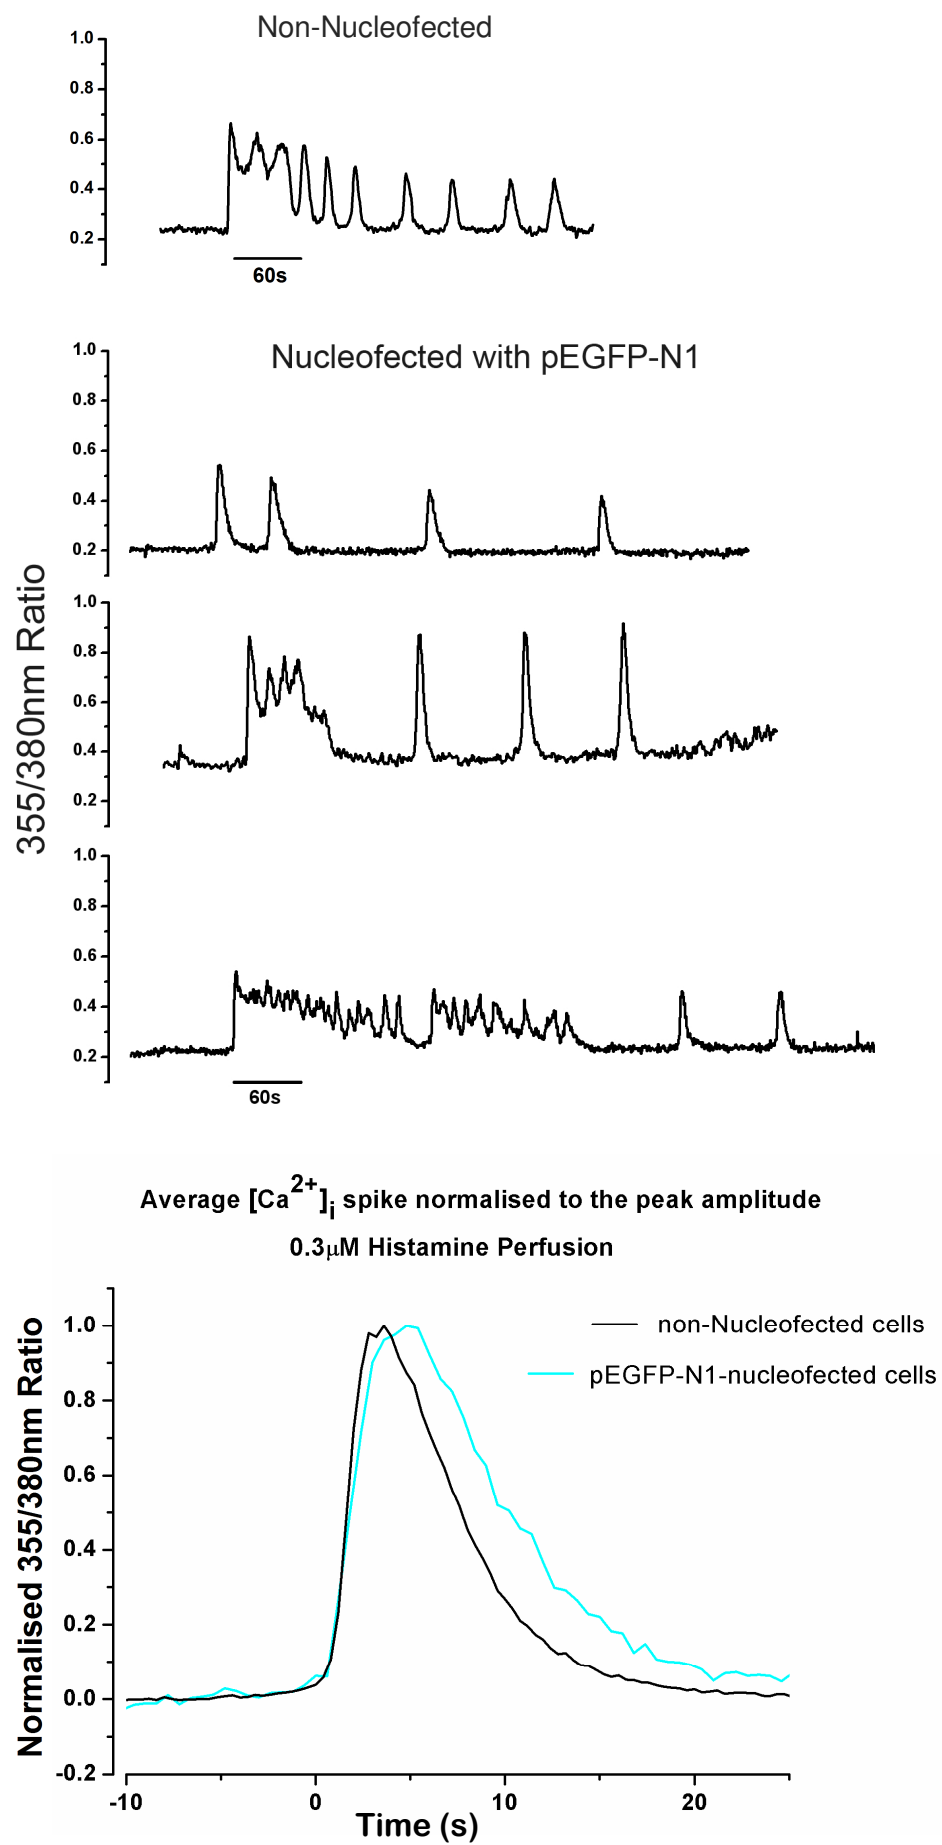 Non-Nucleofected
1.0
0.8
0.6
0.4
0.2
60s
Nucleofected with pEGFP-N1
355/380nm Ratio
1.0
0.8
0.6
0.4
0.2
1.0
0.8
0.6
0.4
0.2
1.0
0.8
0.6
0.4
0.2
60s
Average [Ca2+]i spike normalised to the peak amplitude
0.3μM Histamine Perfusion
non-Nucleofected cells
pEGFP-N1-nucleofected cells
Normalised 355/380nm Ratio
1.0
0.8
0.6
0.4
0.2
0.0
-0.2
-10 0 10 20
Time (s)